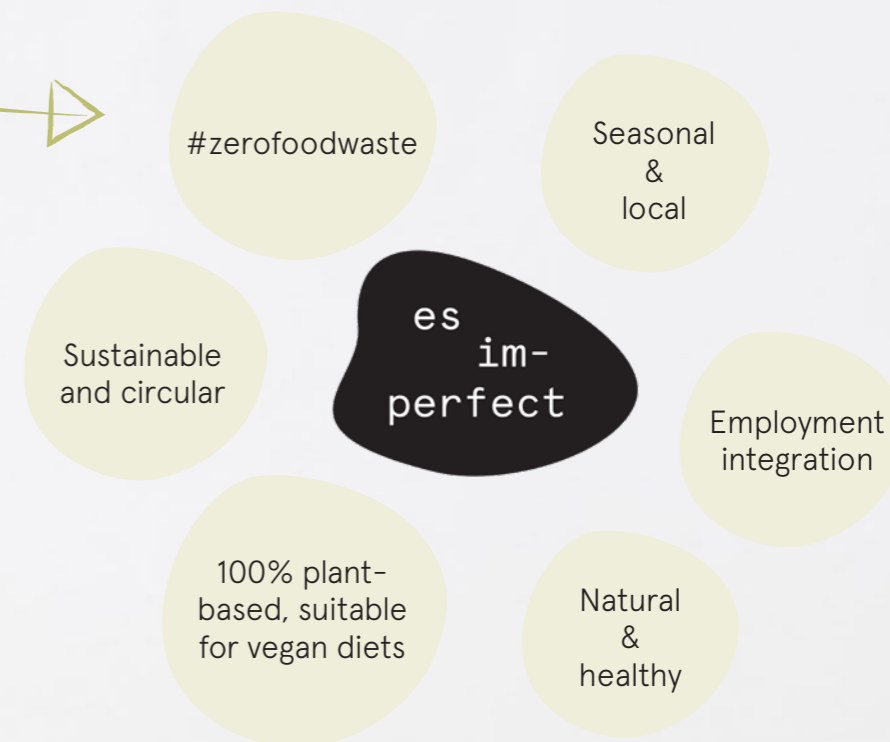 #zerofoodwaste
Seasonal
&
local
es
im-
perfect
Sustainable
and circular
Employment
integration
100% plant-
based, suitable
for vegan diets
Natural
&
healthy